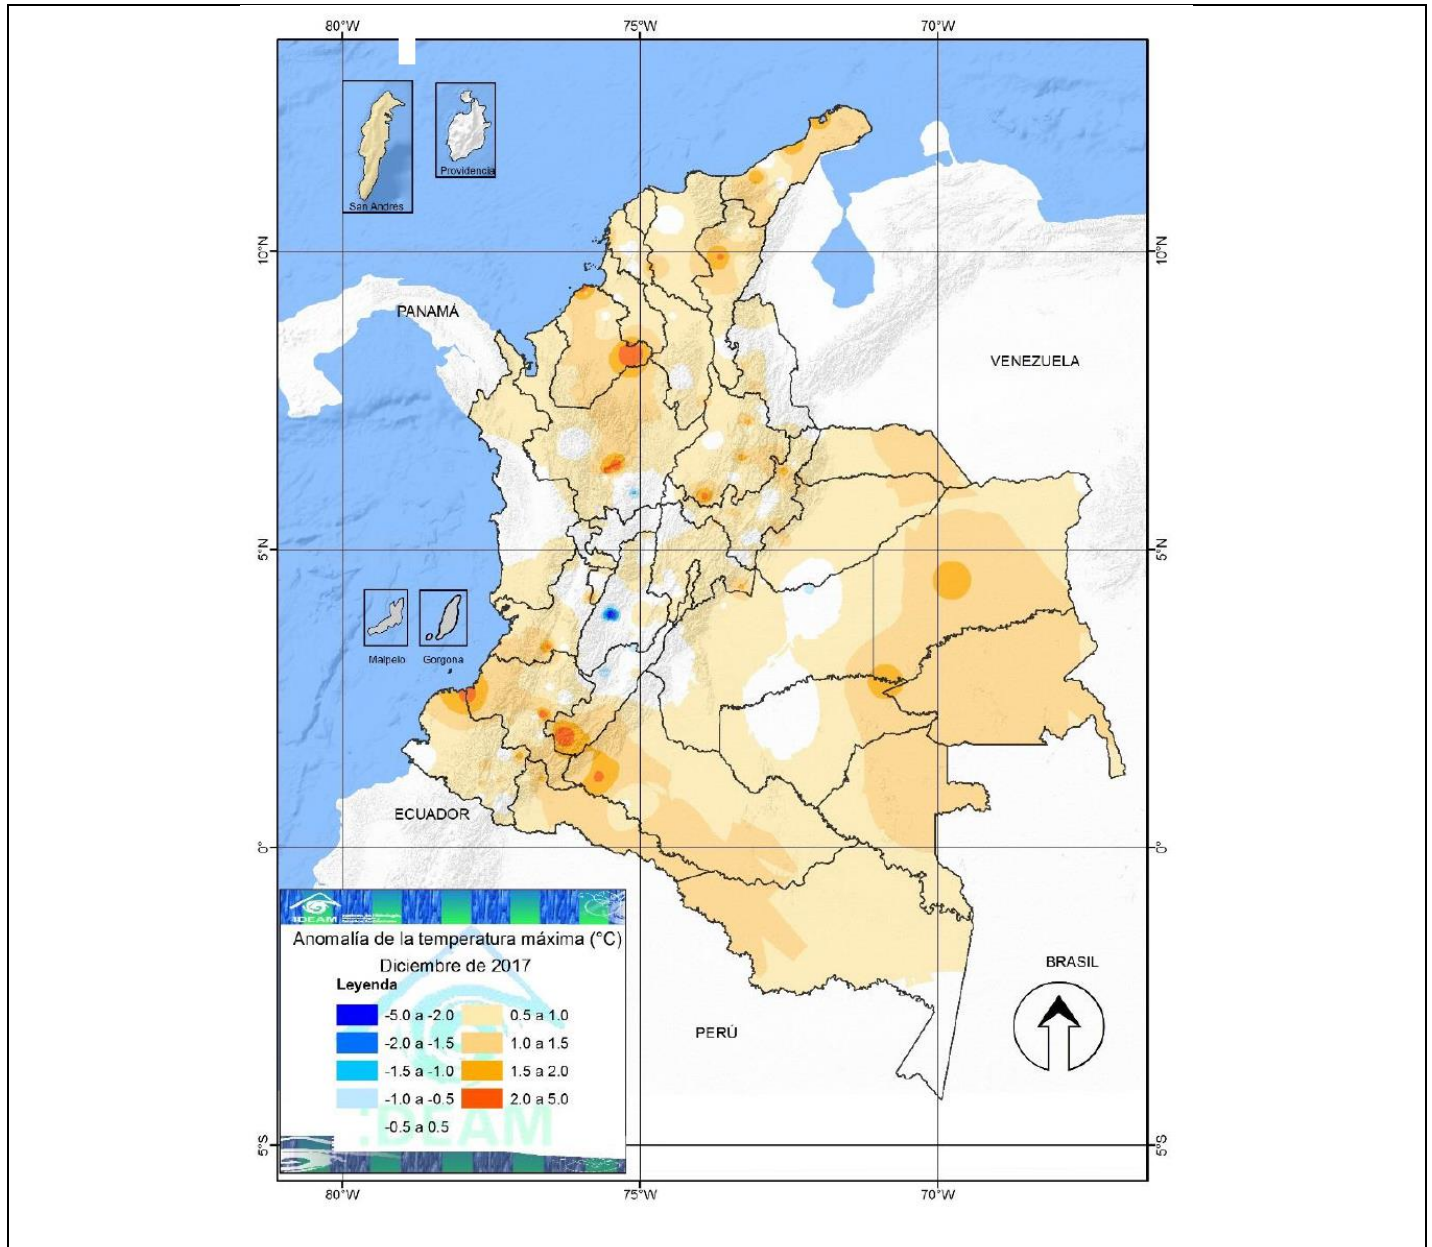 80°W 75°W 70°W
San Andrés
Providencia
10°N 10°N
PANAMÁ
VENEZUELA
5°N 5°N
Malpelo Gorgona
ECUADOR
0° 0°
IDEAM
Anomalía de la temperatura máxima (°C)
Diciembre de 2017
Leyenda
-5.0 a -2.0 0.5 a 1.0
-2.0 a -1.5 1.0 a 1.5
-1.5 a -1.0 1.5 a 2.0
-1.0 a -0.5 2.0 a 5.0
-0.5 a 0.5
IDEAM
BRASIL
PERÚ
5°S 5°S
80°W 75°W 70°W